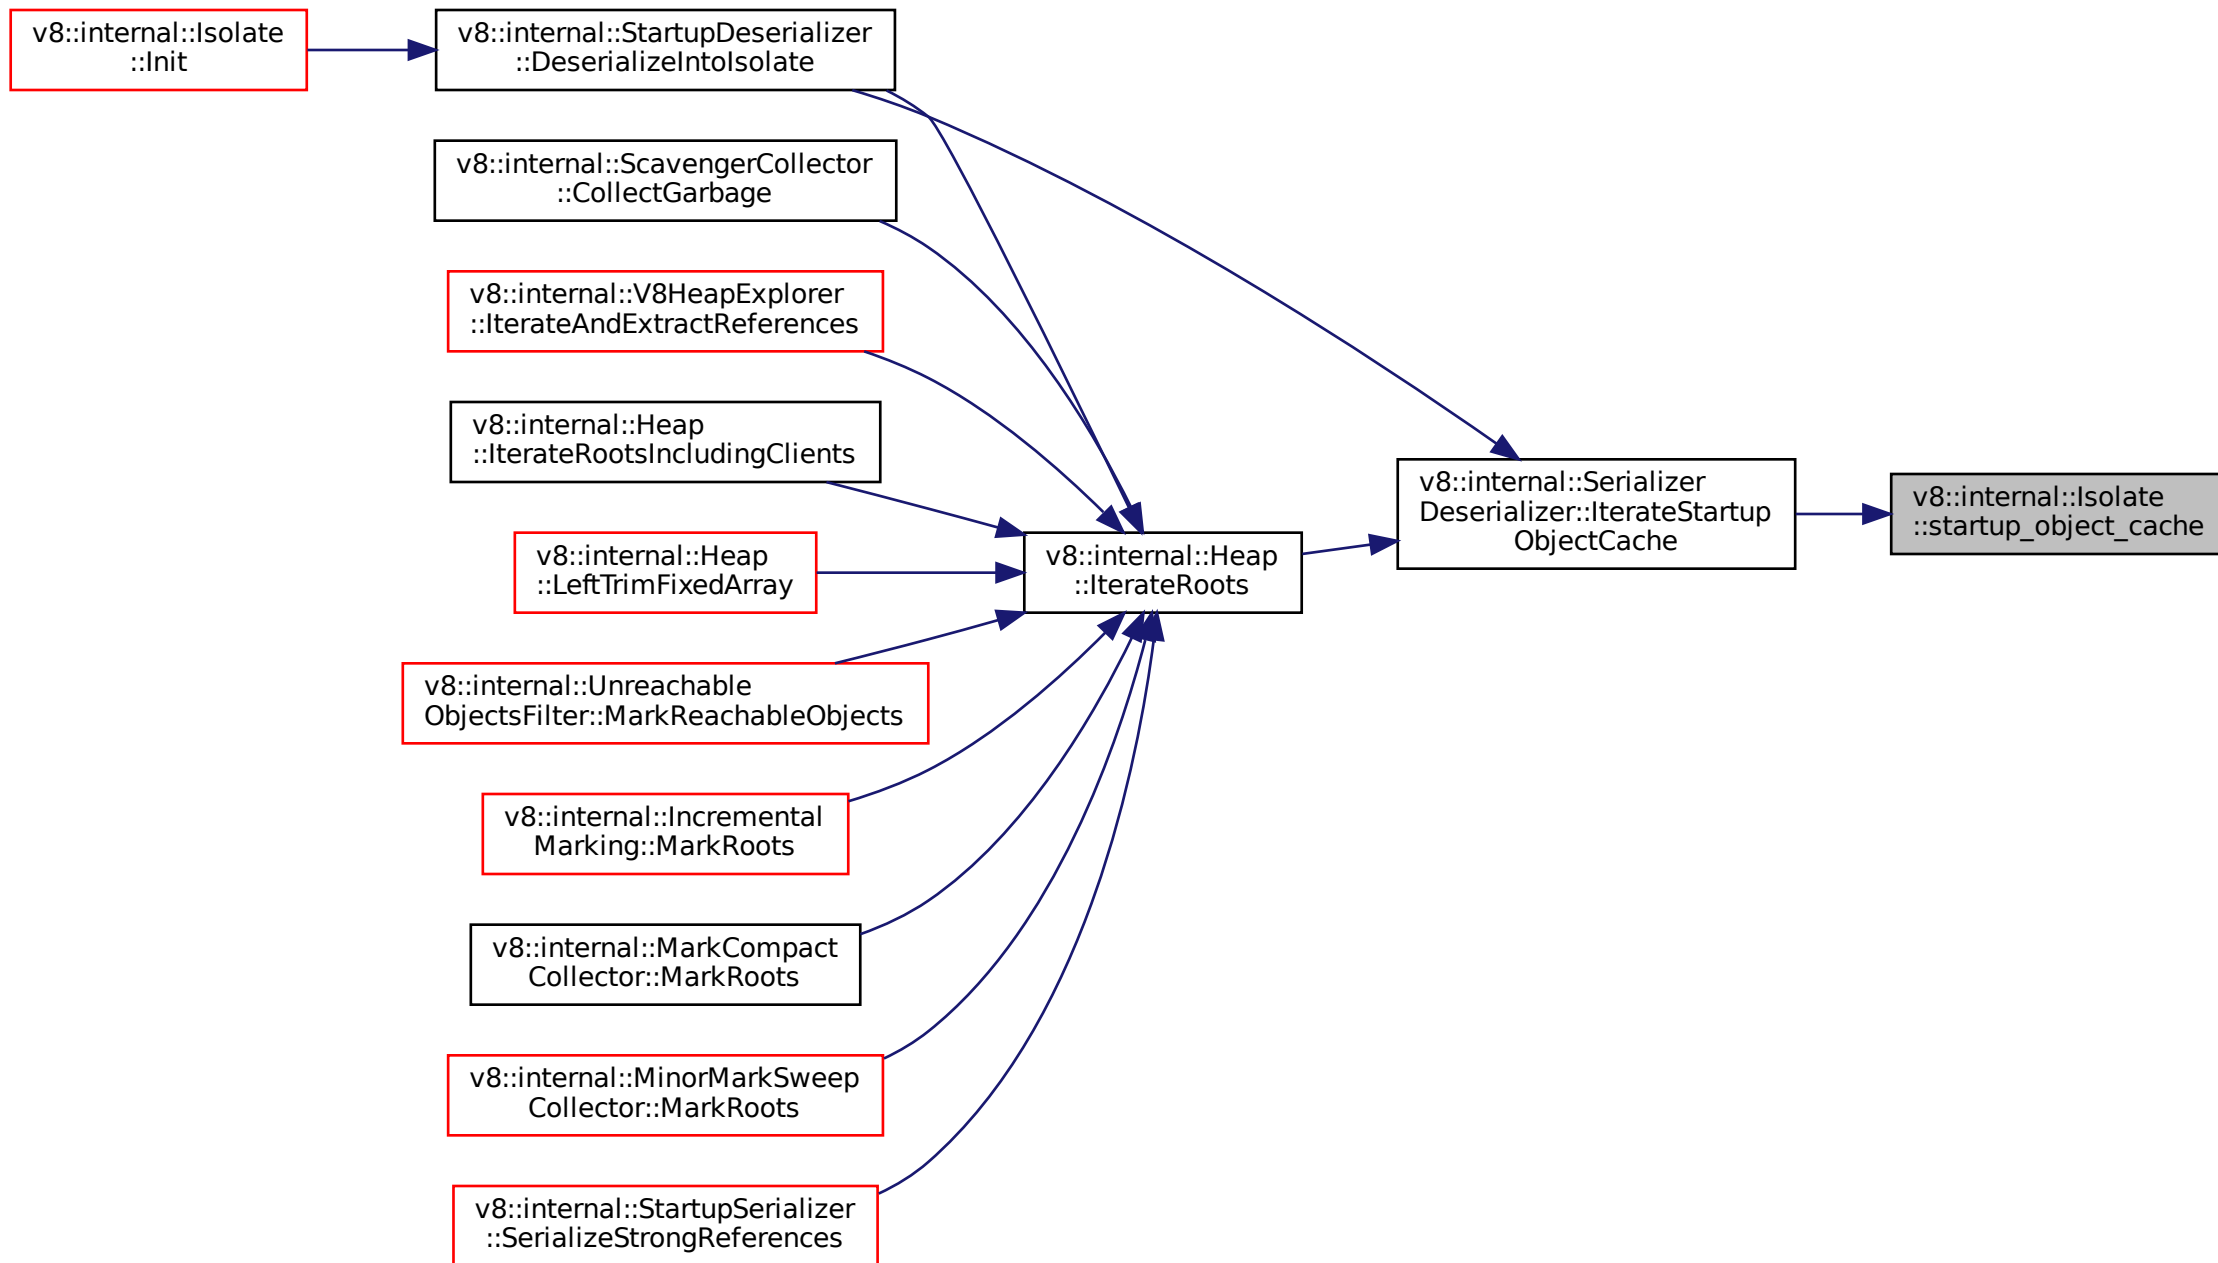 v8::internal::Isolate
::Init
v8::internal::StartupDeserializer
::DeserializeIntoIsolate
v8::internal::ScavengerCollector
::CollectGarbage
v8::internal::V8HeapExplorer
::IterateAndExtractReferences
v8::internal::Heap
::IterateRootsIncludingClients
v8::internal::Heap
::LeftTrimFixedArray
v8::internal::Unreachable
ObjectsFilter::MarkReachableObjects
v8::internal::Incremental
Marking::MarkRoots
v8::internal::MarkCompact
Collector::MarkRoots
v8::internal::MinorMarkSweep
Collector::MarkRoots
v8::internal::StartupSerializer
::SerializeStrongReferences
v8::internal::Heap
::IterateRoots
v8::internal::Serializer
Deserializer::IterateStartup
ObjectCache
v8::internal::Isolate
::startup_object_cache